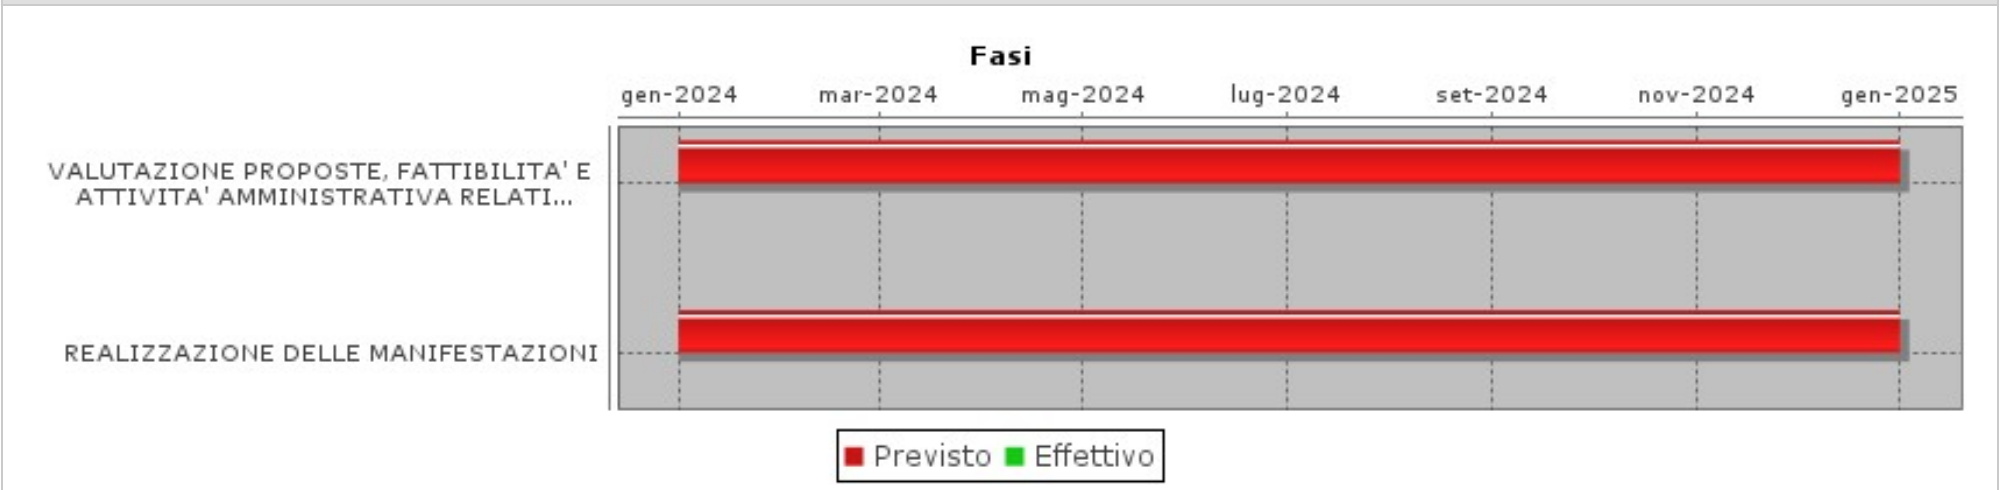 Fasi
gen-2024 mar-2024 mag-2024 lug-2024 set-2024 nov-2024 gen-2025
VALUTAZIONE PROPOSTE, FATTIBILITA' E
ATTIVITA' AMMINISTRATIVA RELATI...
REALIZZAZIONE DELLE MANIFESTAZIONI
Previsto Effettivo